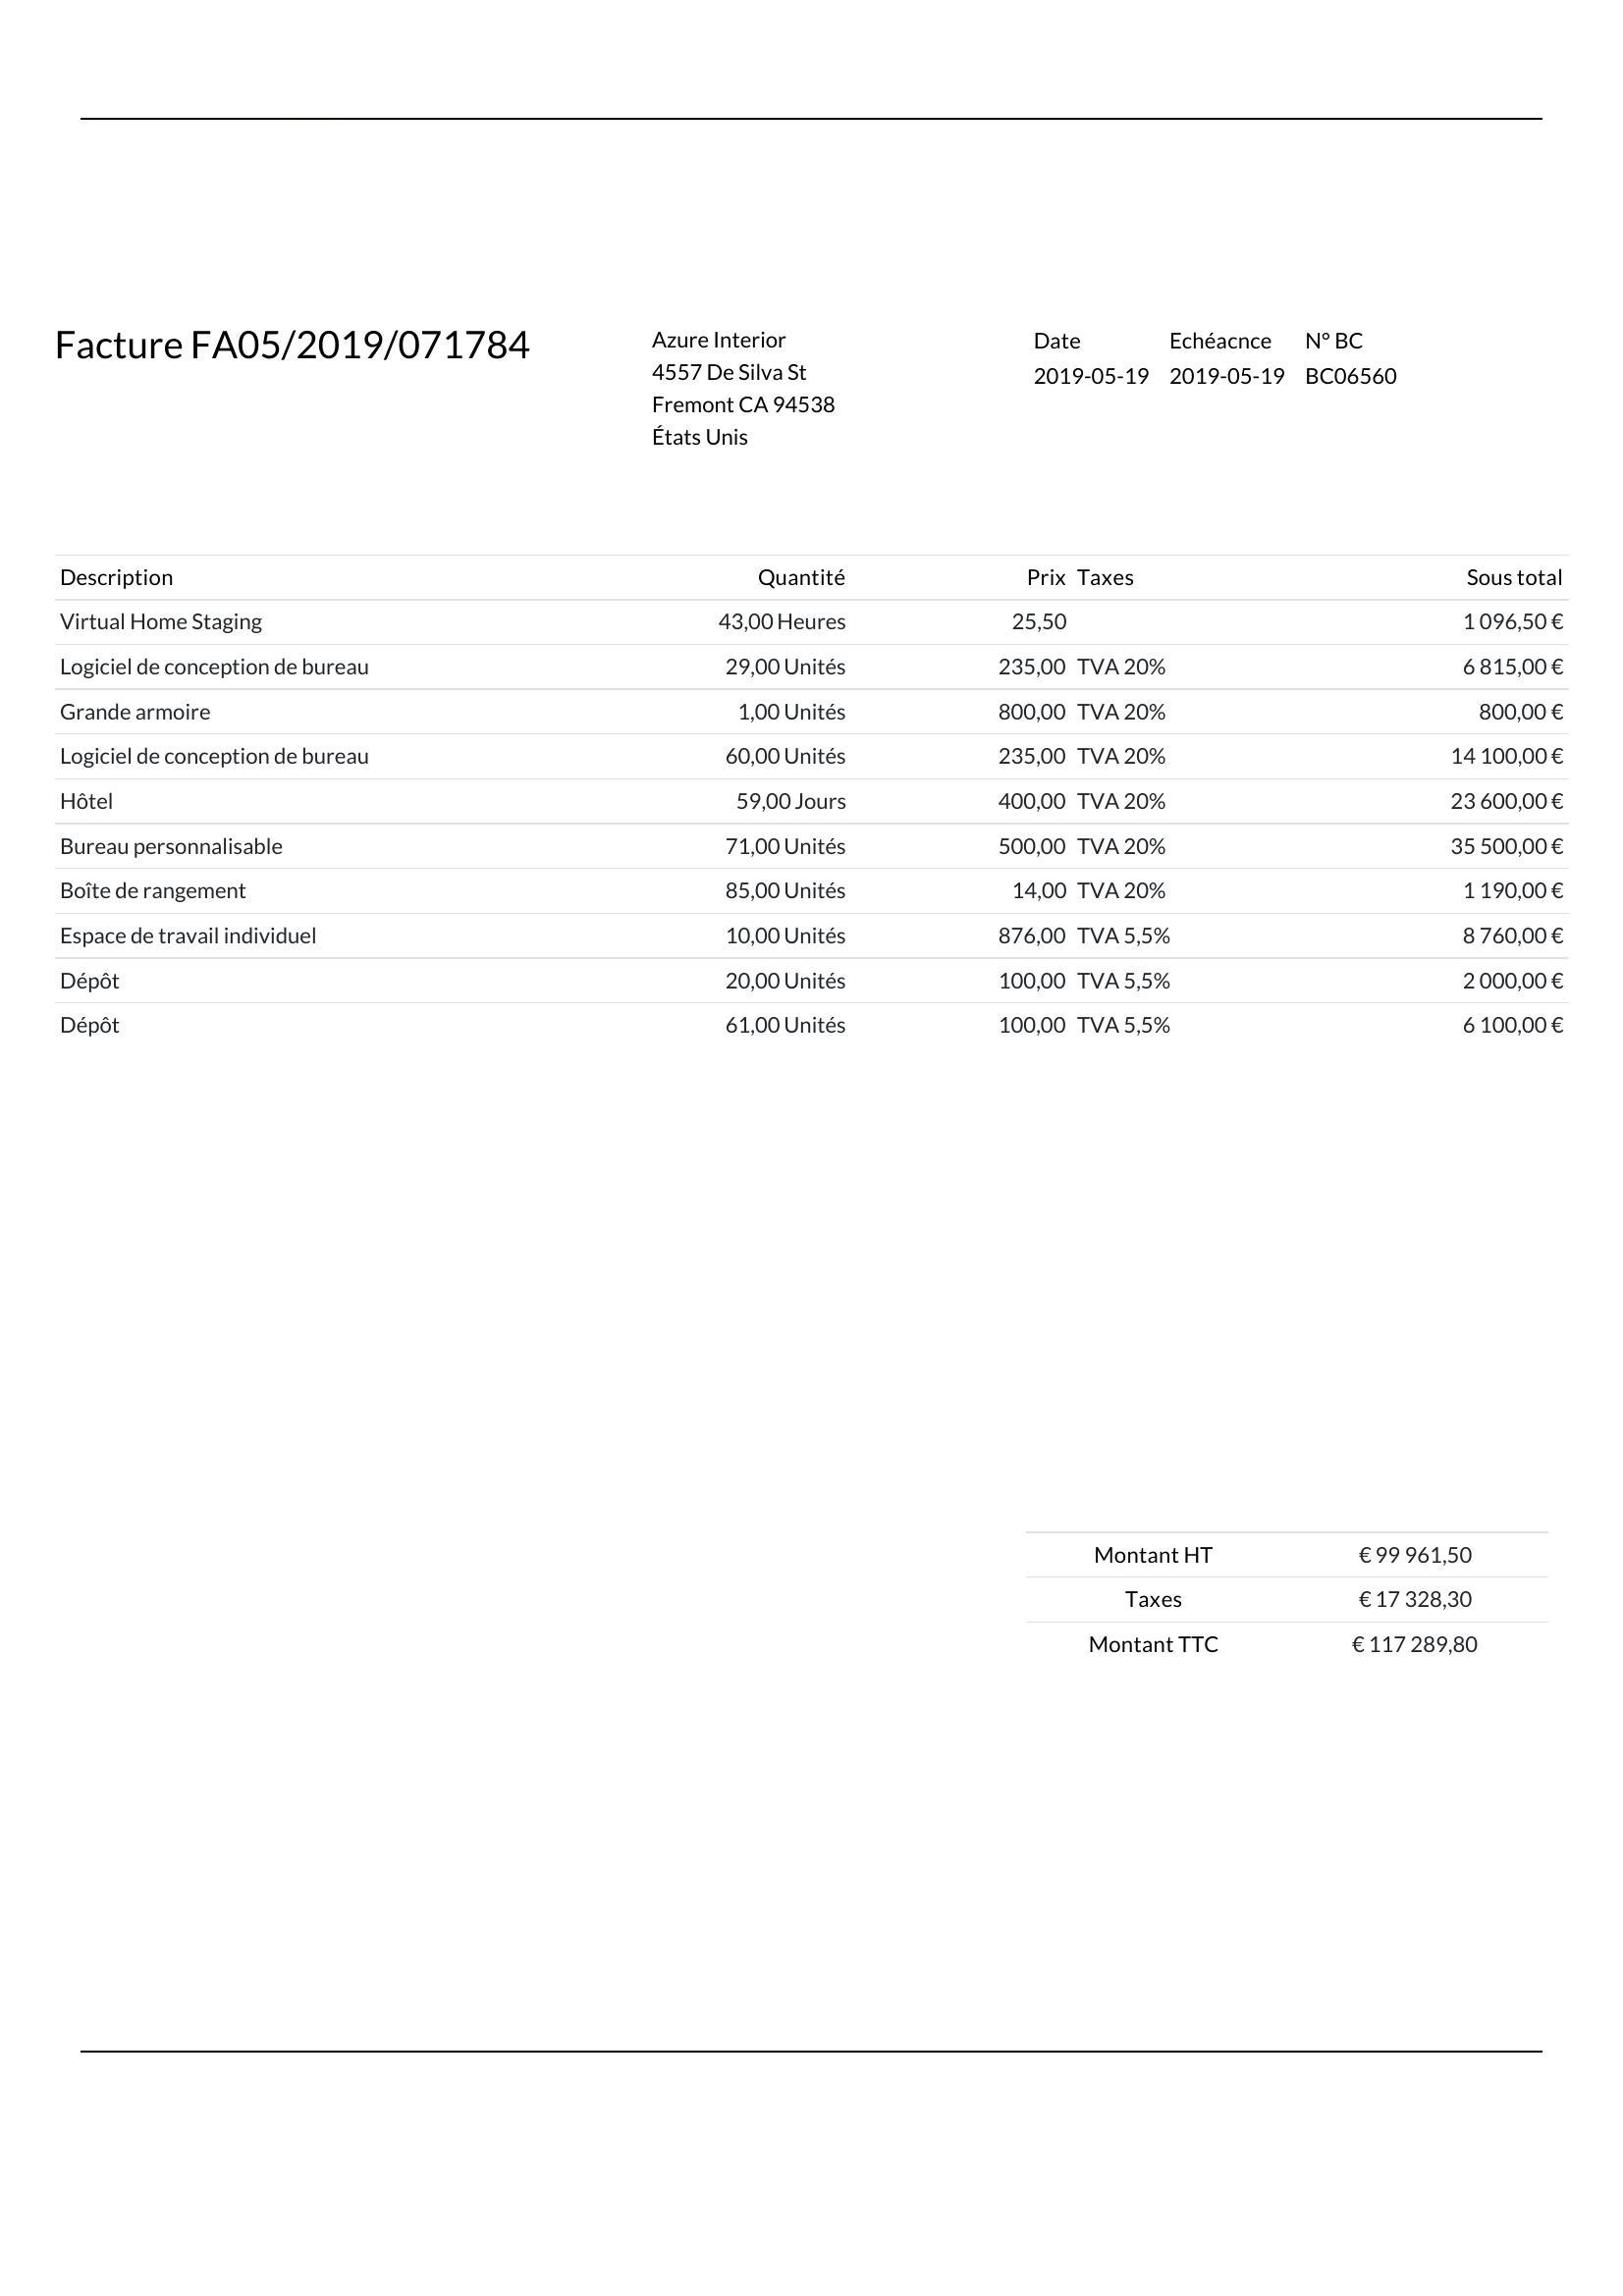 Facture FA05/2019/071784
Azure Interior
4557 De Silva St
Fremont CA 94538
États Unis
Date Echéacnce N° BC
2019-05-19 2019-05-19 BC06560
Description Quantité Prix Taxes Sous total
Virtual Home Staging 43,00 Heures 25,50 1 096,50 €
Logiciel de conception de bureau 29,00 Unités 235,00 TVA 20% 6 815,00 €
Grande armoire 1,00 Unités 800,00 TVA 20% 800,00 €
Logiciel de conception de bureau 60,00 Unités 235,00 TVA 20% 14 100,00 €
Hôtel 59,00 Jours 400,00 TVA 20% 23 600,00 €
Bureau personnalisable 71,00 Unités 500,00 TVA 20% 35 500,00 €
Boîte de rangement 85,00 Unités 14,00 TVA 20% 1 190,00 €
Espace de travail individuel 10,00 Unités 876,00 TVA 5,5% 8 760,00 €
Dépôt 20,00 Unités 100,00 TVA 5,5% 2 000,00 €
Dépôt 61,00 Unités 100,00 TVA 5,5% 6 100,00 €
Montant HT € 99 961,50
Taxes € 17 328,30
Montant TTC € 117 289,80